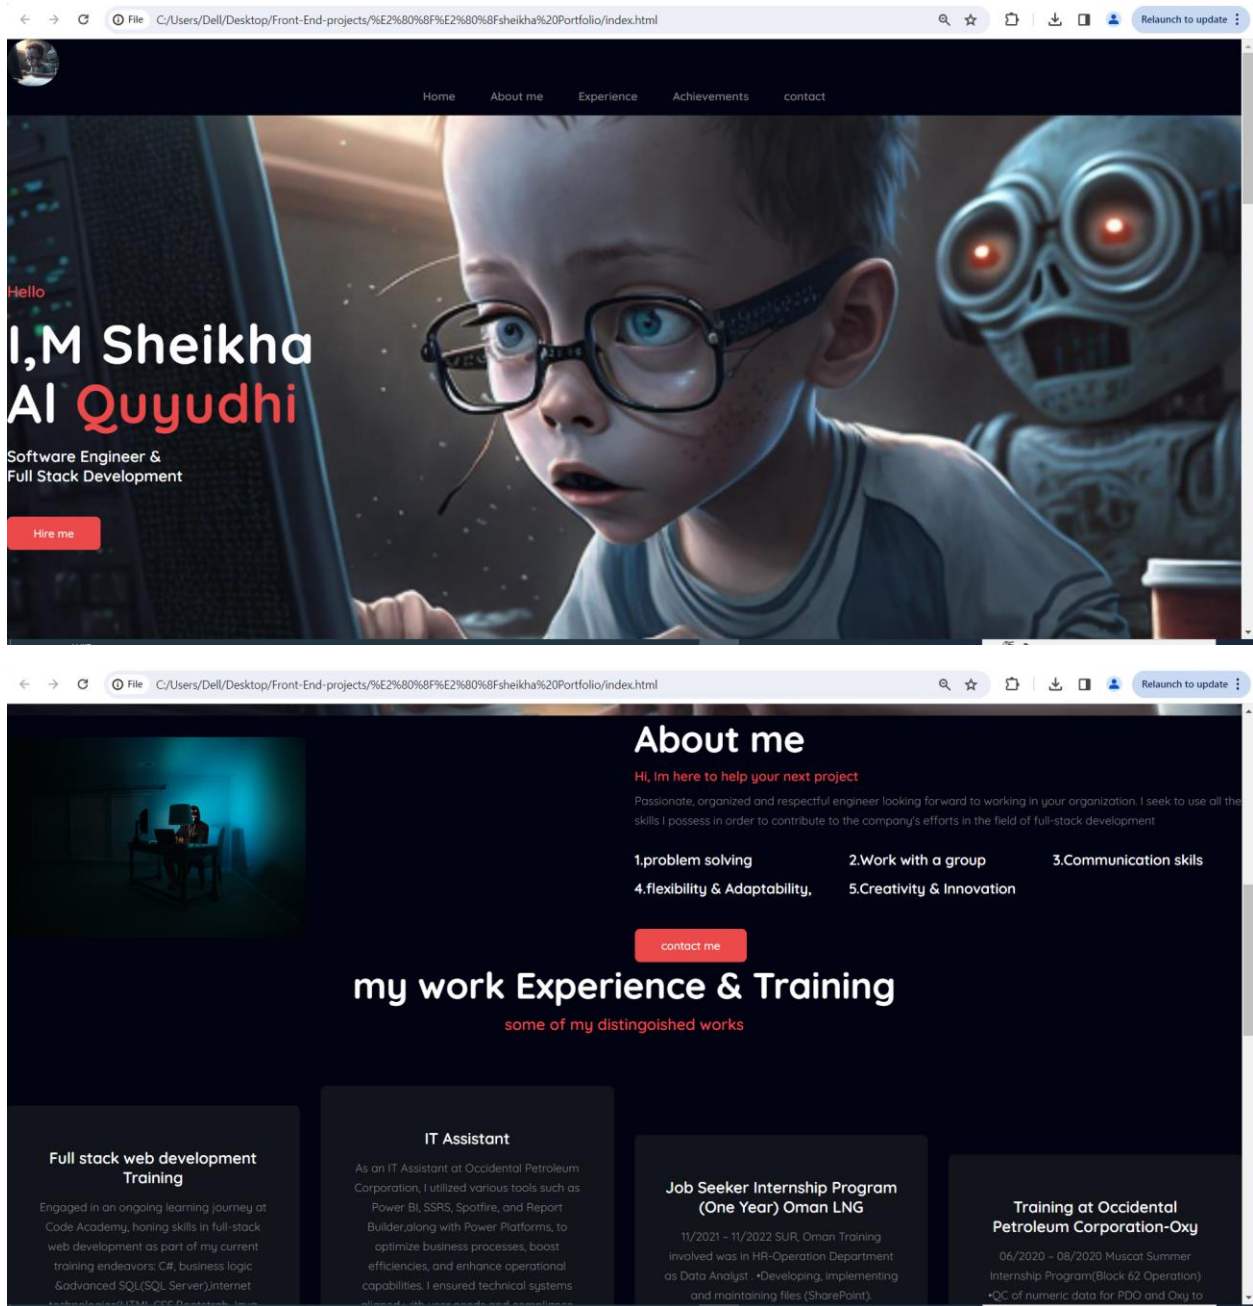 File C:/Users/Dell/Desktop/Front-End-projects/%E2%80%8F%E2%80%8Fsheikha%20Portfolio/index.html
Relaunch to update
Home About me Experience Achievements contact
Hello
I,M Sheikha
Al Quyudhi
Software Engineer &
Full Stack Development
Hire me
File C:/Users/Dell/Desktop/Front-End-projects/%E2%80%8F%E2%80%8Fsheikha%20Portfolio/index.html
Relaunch to update
About me
Hi, Im here to help your next project
Passionate, organized and respectful engineer looking forward to working in your organization. I seek to use all the
skills I possess in order to contribute to the company's efforts in the field of full-stack development
1.problem solving 2.Work with a group 3.Communication skils
4.flexibility & Adaptability, 5.Creativity & Innovation
contact me
my work Experience & Training
some of my distingoished works
Full stack web development
Training
Engaged in an ongoing learning journey at
Code Academy, honing skills in full-stack
web development as part of my current
training endeavors: C#, business logic
&advanced SQL(SQL Server),internet
IT Assistant
As an IT Assistant at Occidental Petroleum
Corporation, I utilized various tools such as
Power BI, SSRS, Spotfire, and Report
Builder,along with Power Platforms, to
optimize business processes, boost
efficiencies, and enhance operational
capabilities. I ensured technical systems
Job Seeker Internship Program
(One Year) Oman LNG
11/2021 – 11/2022 SUR, Oman Training
involved was in HR-Operation Department
as Data Analyst . •Developing, implementing
and maintaining files (SharePoint).
Training at Occidental
Petroleum Corporation-Oxy
06/2020 – 08/2020 Muscat Summer
Internship Program(Block 62 Operation)
•QC of numeric data for PDO and Oxy to